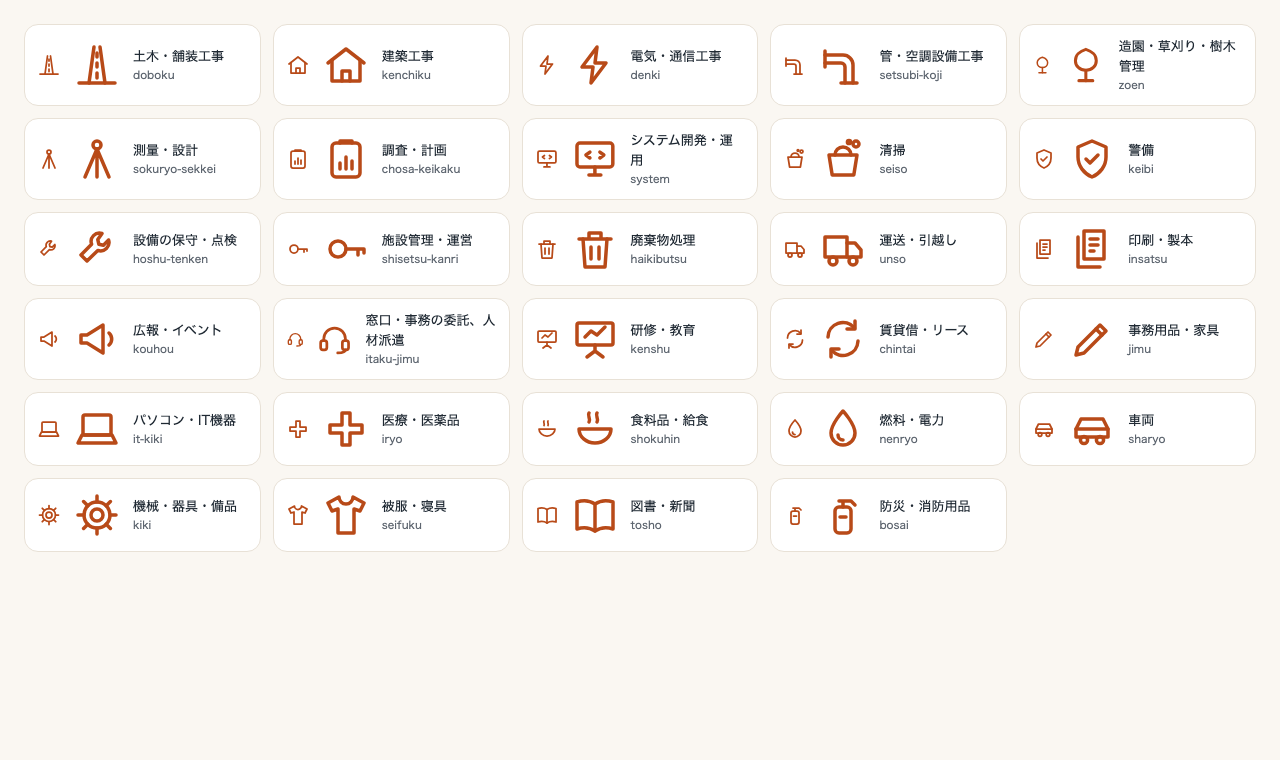 土木・舗装工事
doboku
建築工事
kenchiku
電気・通信工事
denki
管・空調設備工事
setsubi-koji
造園・草刈り・樹木
管理
zoen
測量・設計
sokuryo-sekkei
調査・計画
chosa-keikaku
システム開発・運
用
system
清掃
seiso
警備
keibi
設備の保守・点検
hoshu-tenken
施設管理・運営
shisetsu-kanri
廃棄物処理
haikibutsu
運送・引越し
unso
印刷・製本
insatsu
広報・イベント
kouhou
窓口・事務の委託、人
材派遣
itaku-jimu
研修・教育
kenshu
賃貸借・リース
chintai
事務用品・家具
jimu
パソコン・IT機器
it-kiki
医療・医薬品
iryo
食料品・給食
shokuhin
燃料・電力
nenryo
車両
sharyo
機械・器具・備品
kiki
被服・寝具
seifuku
図書・新聞
tosho
防災・消防用品
bosai